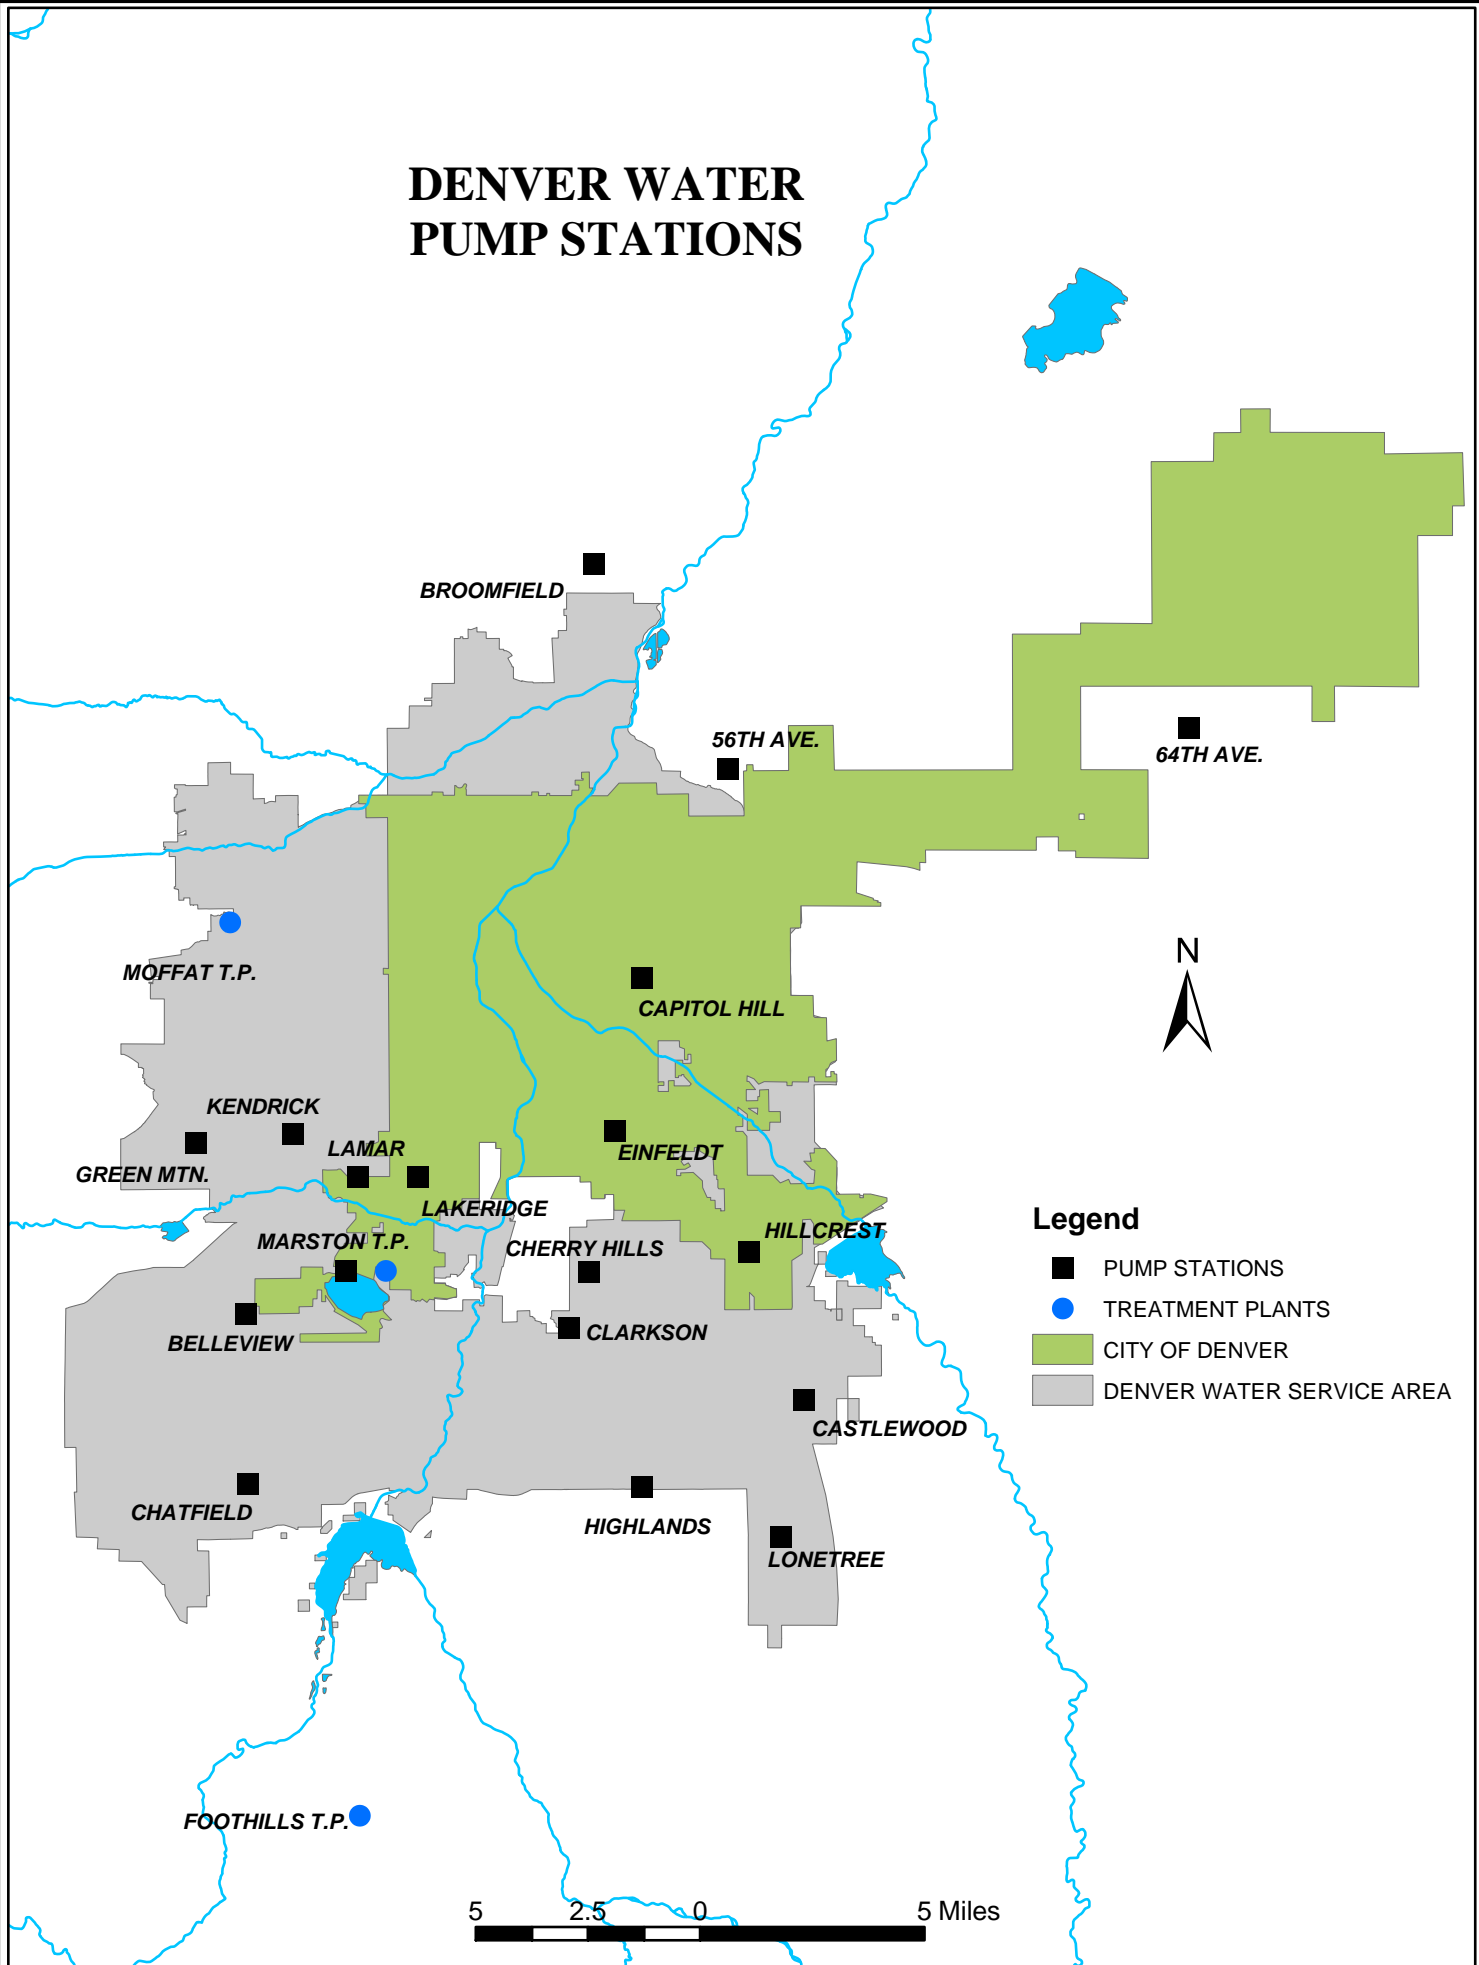 DENVER WATER
PUMP STATIONS
BROOMFIELD
56TH AVE.
64TH AVE.
MOFFAT T.P.
N
CAPITOL HILL
KENDRICK
LAMAR
EINFELDT
GREEN MTN.
LAKERIDGE
HILLCREST
MARSTON T.P.
CHERRY HILLS
BELLEVIEW
CLARKSON
CASTLEWOOD
CHATFIELD
HIGHLANDS
LONETREE
FOOTHILLS T.P.
Legend
PUMP STATIONS
TREATMENT PLANTS
CITY OF DENVER
DENVER WATER SERVICE AREA
5 2.5 0 5 Miles